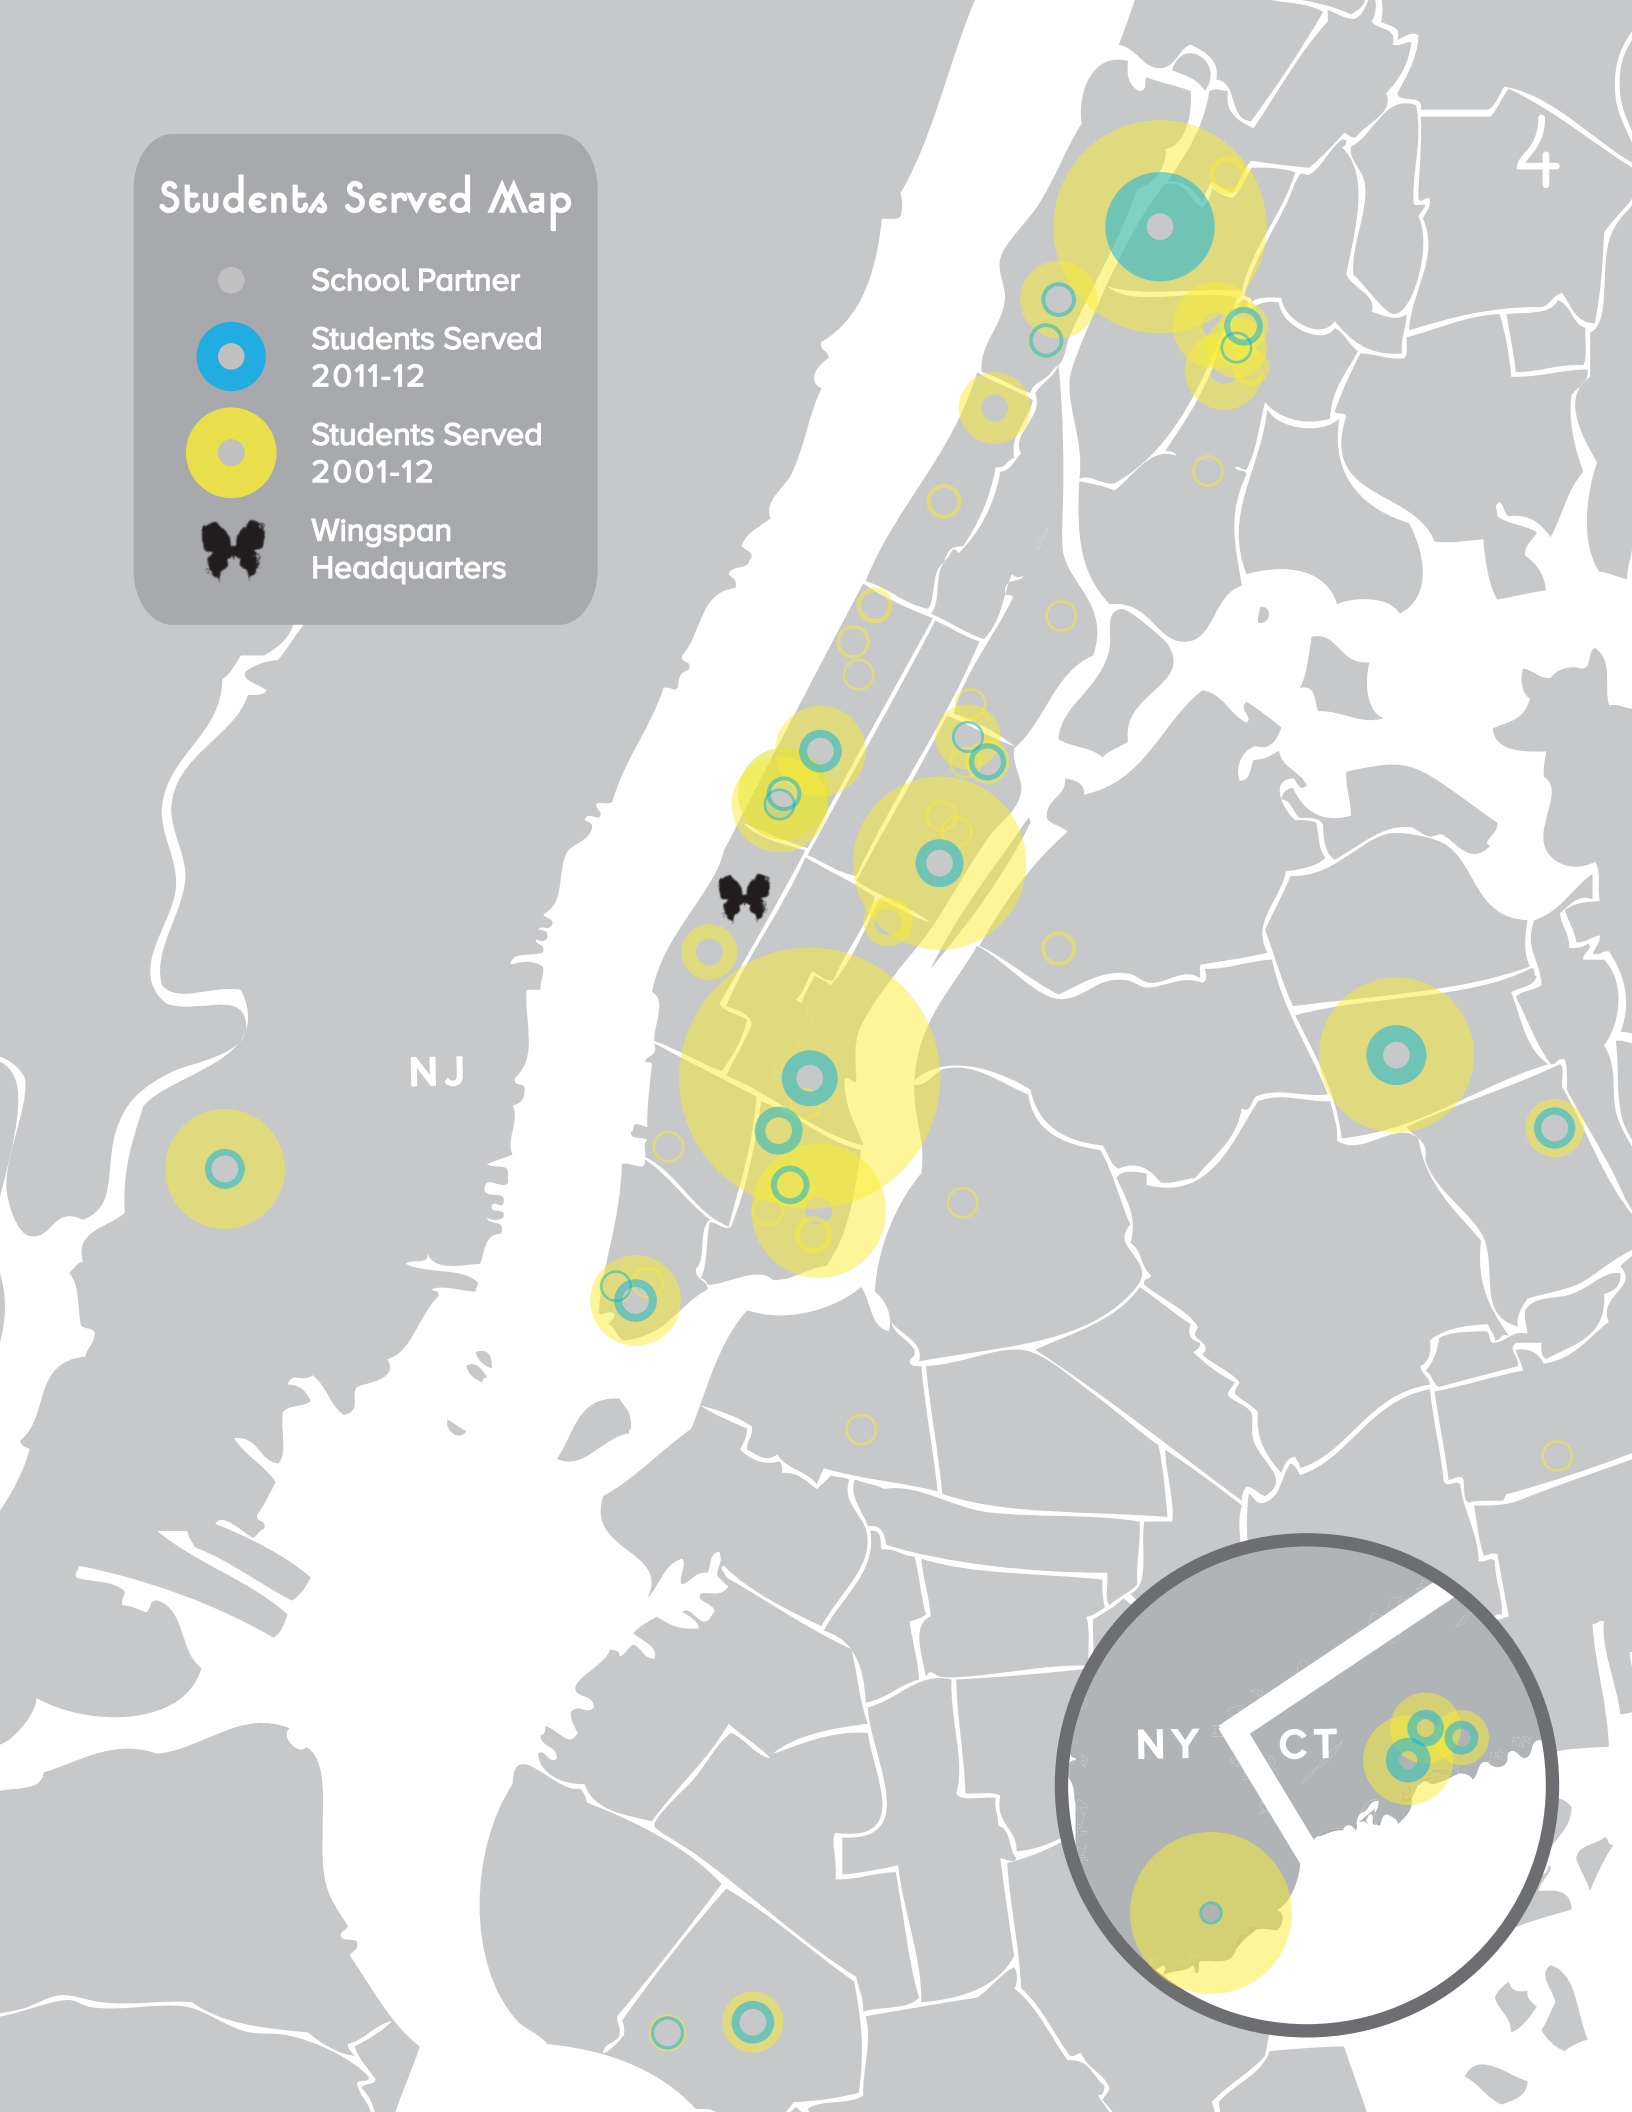 Students Served Map
School Partner
Students Served
2011-12
Students Served
2001-12
Wingspan
Headquarters
4
NJ
NY
CT